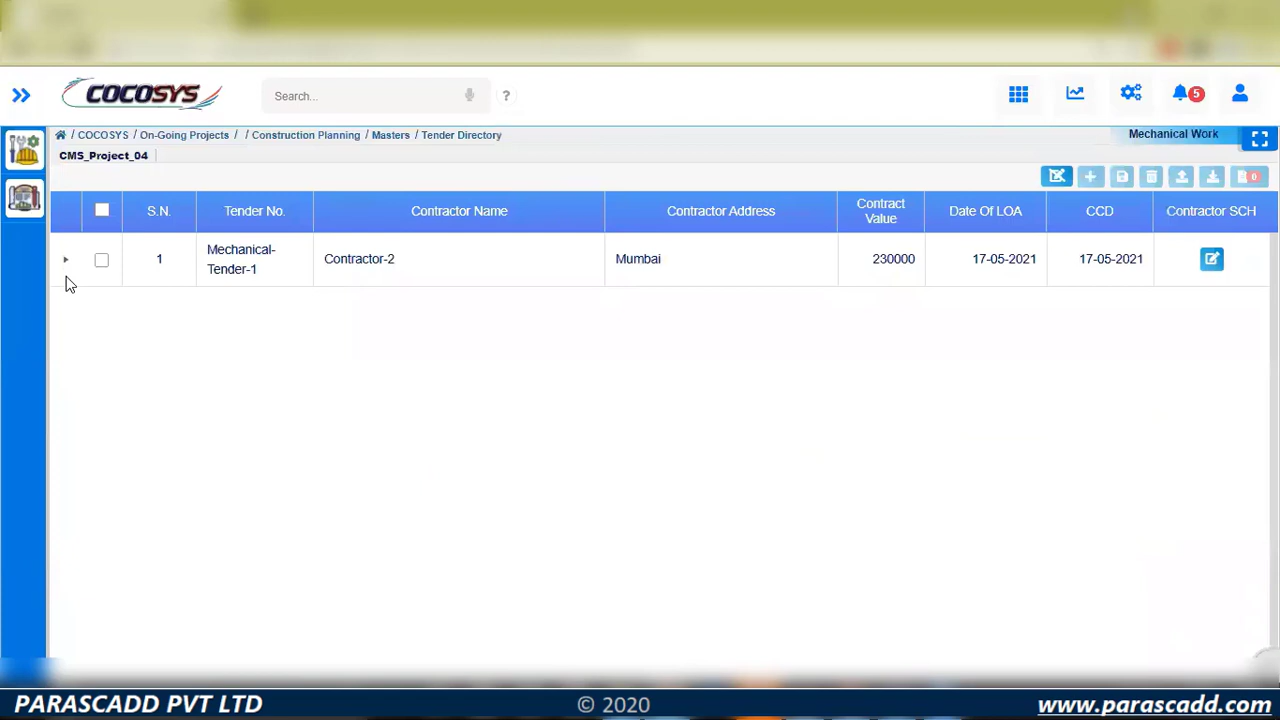 COCOSYS
Search...
?
5
/ COCOSYS / On-Going Projects / / Construction Planning / Masters / Tender Directory
Mechanical Work
CMS_Project_04
0
S.N. Tender No. Contractor Name Contractor Address Contract Value Date Of LOA CCD Contractor SCH
1 Mechanical-Tender-1 Contractor-2 Mumbai 230000 17-05-2021 17-05-2021
PARASCADD PVT LTD © 2020 www.parascadd.com